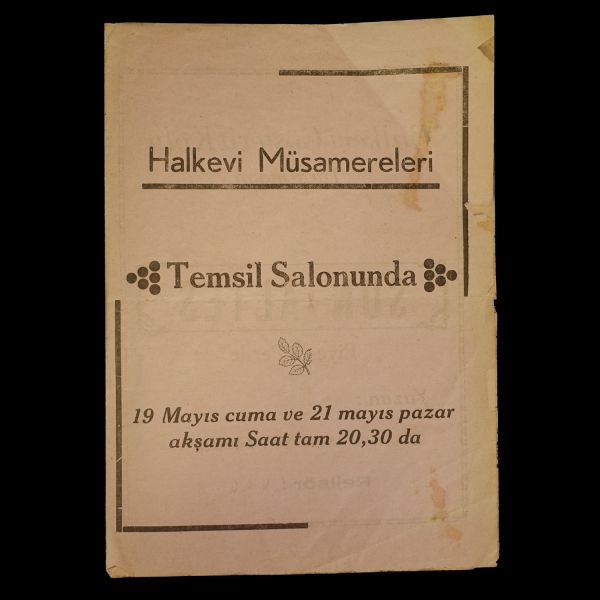 Halkevi Müsamereleri
Temsil Salonunda
19 Mayıs cuma ve 21 mayıs pazar
akşamı Saat tam 20,30 da